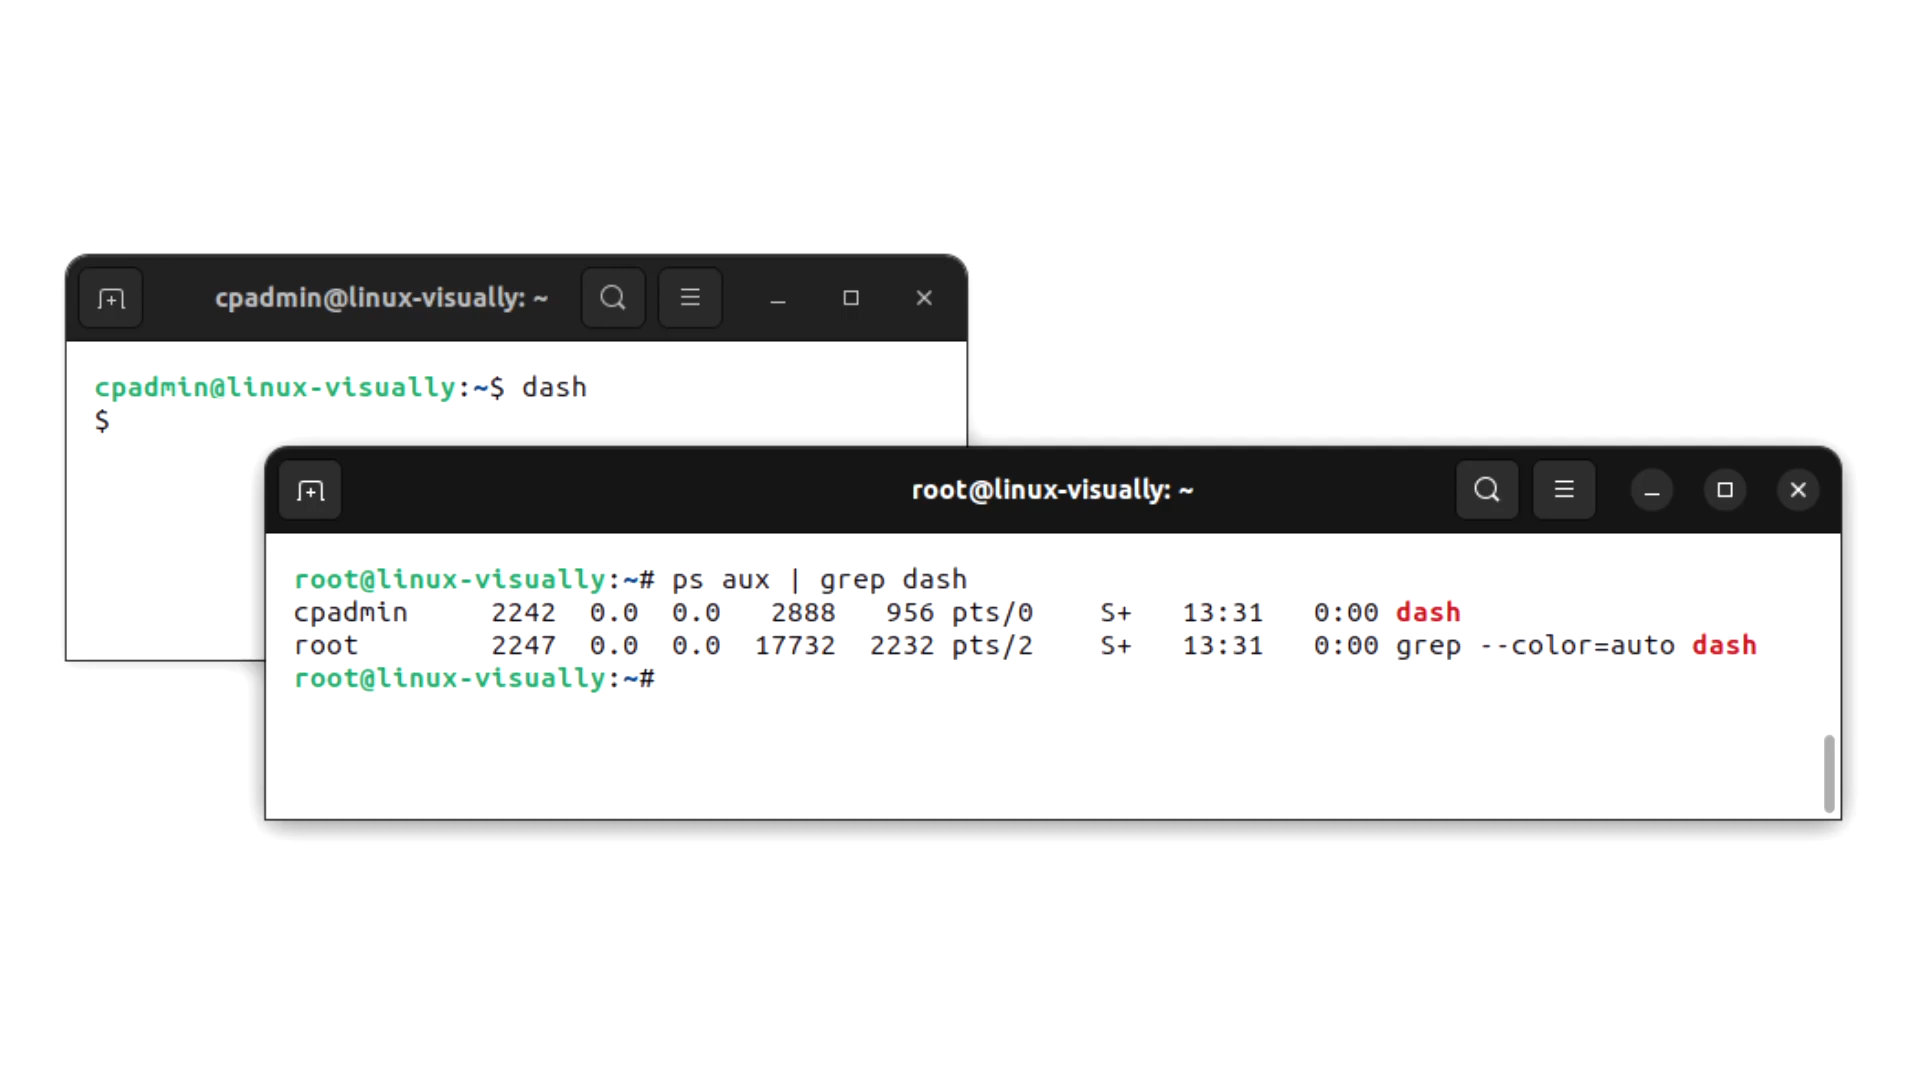 cpadmin@linux-visually: ~
cpadmin@linux-visually:~$ dash
$
root@linux-visually: ~
root@linux-visually:~# ps aux | grep dash
cpadmin     2242  0.0  0.0   2888   956 pts/0    S+   13:31   0:00 dash
root        2247  0.0  0.0  17732  2232 pts/2    S+   13:31   0:00 grep --color=auto dash
root@linux-visually:~#